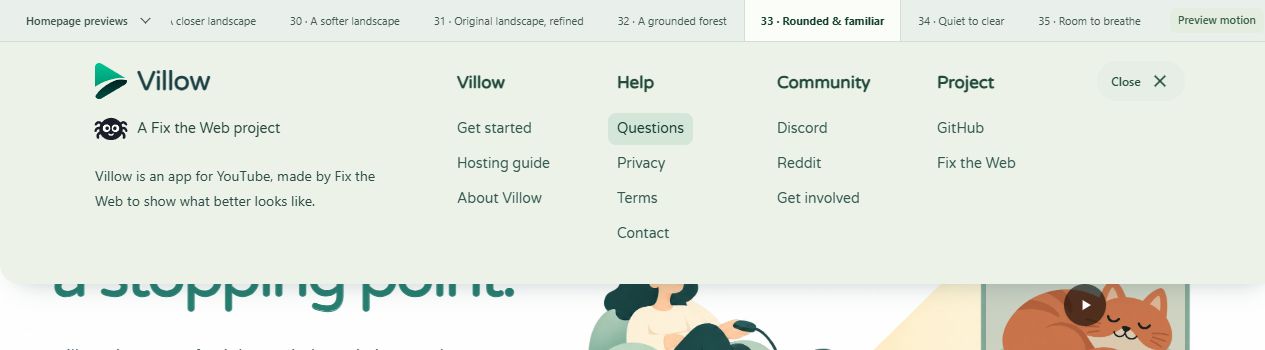 Homepage previews
closer landscape
30 · A softer landscape
31 · Original landscape, refined
32 · A grounded forest
33 · Rounded & familiar
34 · Quiet to clear
35 · Room to breathe
Preview motion
Villow
A Fix the Web project
Villow is an app for YouTube, made by Fix the
Web to show what better looks like.
Villow
Get started
Hosting guide
About Villow
Help
Questions
Privacy
Terms
Contact
Community
Discord
Reddit
Get involved
Project
GitHub
Fix the Web
Close
a stopping point.